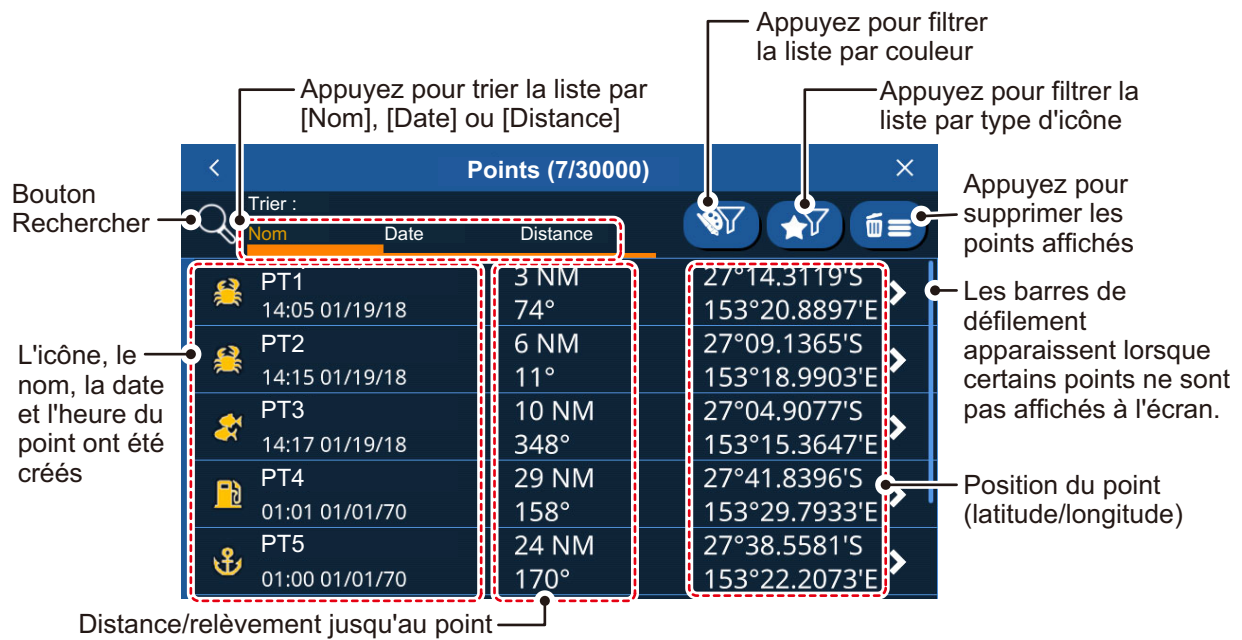 Appuyez pour filtrer
la liste par couleur
Appuyez pour trier la liste par
[Nom], [Date] ou [Distance]
Appuyez pour filtrer la
liste par type d'icône
Points (7/30000)
Bouton
Rechercher
Trier :
Nom Date Distance
Appuyez pour
supprimer les
points affichés
PT1 3 NM 27°14.3119'S
14:05 01/19/18 74° 153°20.8897'E
PT2 6 NM 27°09.1365'S
14:15 01/19/18 11° 153°18.9903'E
PT3 10 NM 27°04.9077'S
14:17 01/19/18 348° 153°15.3647'E
PT4 29 NM 27°41.8396'S
01:01 01/01/70 158° 153°29.7933'E
PT5 24 NM 27°38.5581'S
01:00 01/01/70 170° 153°22.2073'E
Les barres de
défilement
apparaissent lorsque
certains points ne sont
pas affichés à l'écran.
L'icône, le
nom, la date
et l'heure du
point ont été
créés
Position du point
(latitude/longitude)
Distance/relèvement jusqu'au point